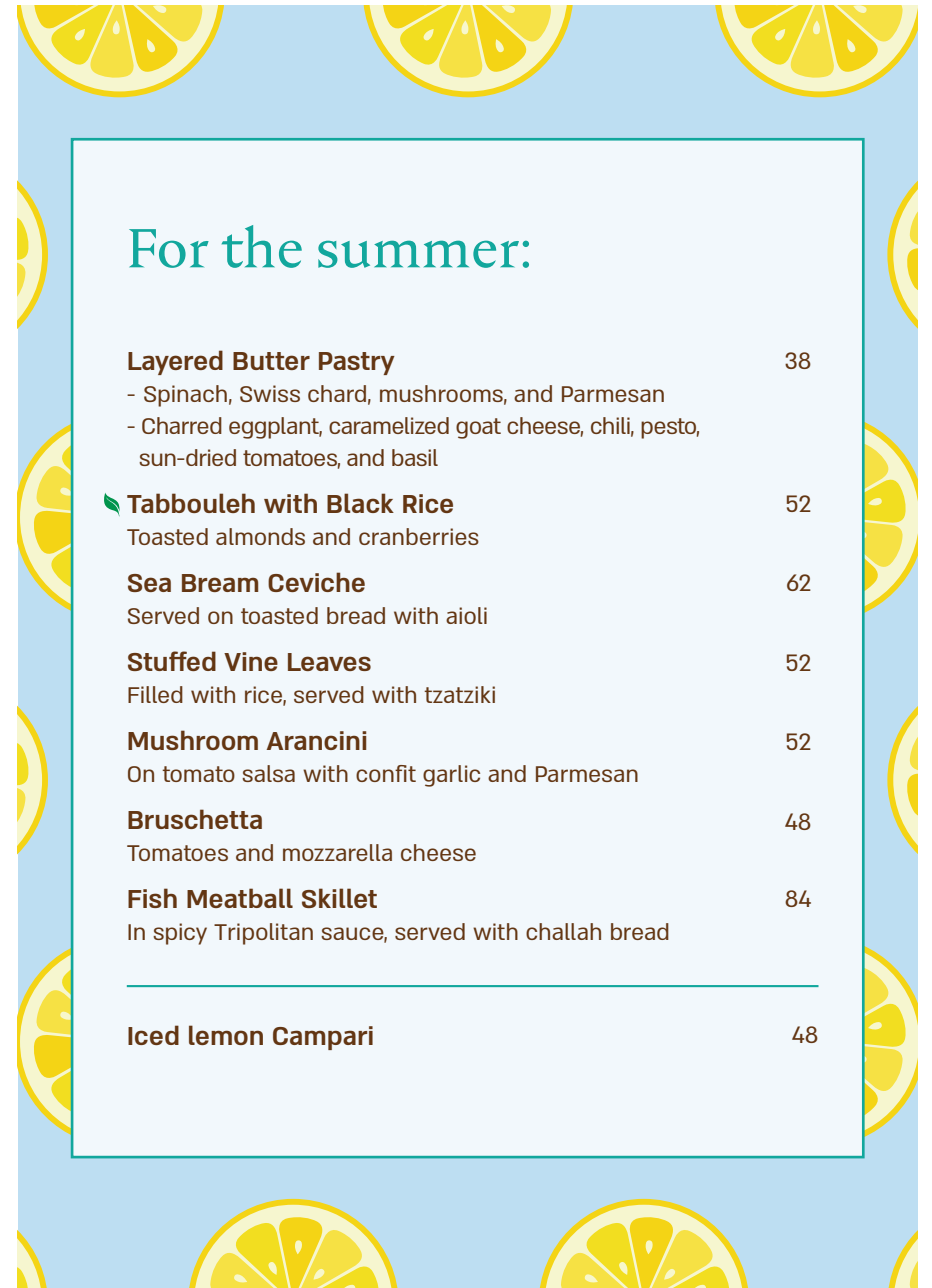 For the summer:
Layered Butter Pastry 38
- Spinach, Swiss chard, mushrooms, and Parmesan
- Charred eggplant, caramelized goat cheese, chili, pesto,
sun-dried tomatoes, and basil
Tabbouleh with Black Rice 52
Toasted almonds and cranberries
Sea Bream Ceviche 62
Served on toasted bread with aioli
Stuffed Vine Leaves 52
Filled with rice, served with tzatziki
Mushroom Arancini 52
On tomato salsa with confit garlic and Parmesan
Bruschetta 48
Tomatoes and mozzarella cheese
Fish Meatball Skillet 84
In spicy Tripolitan sauce, served with challah bread
Iced lemon Campari 48